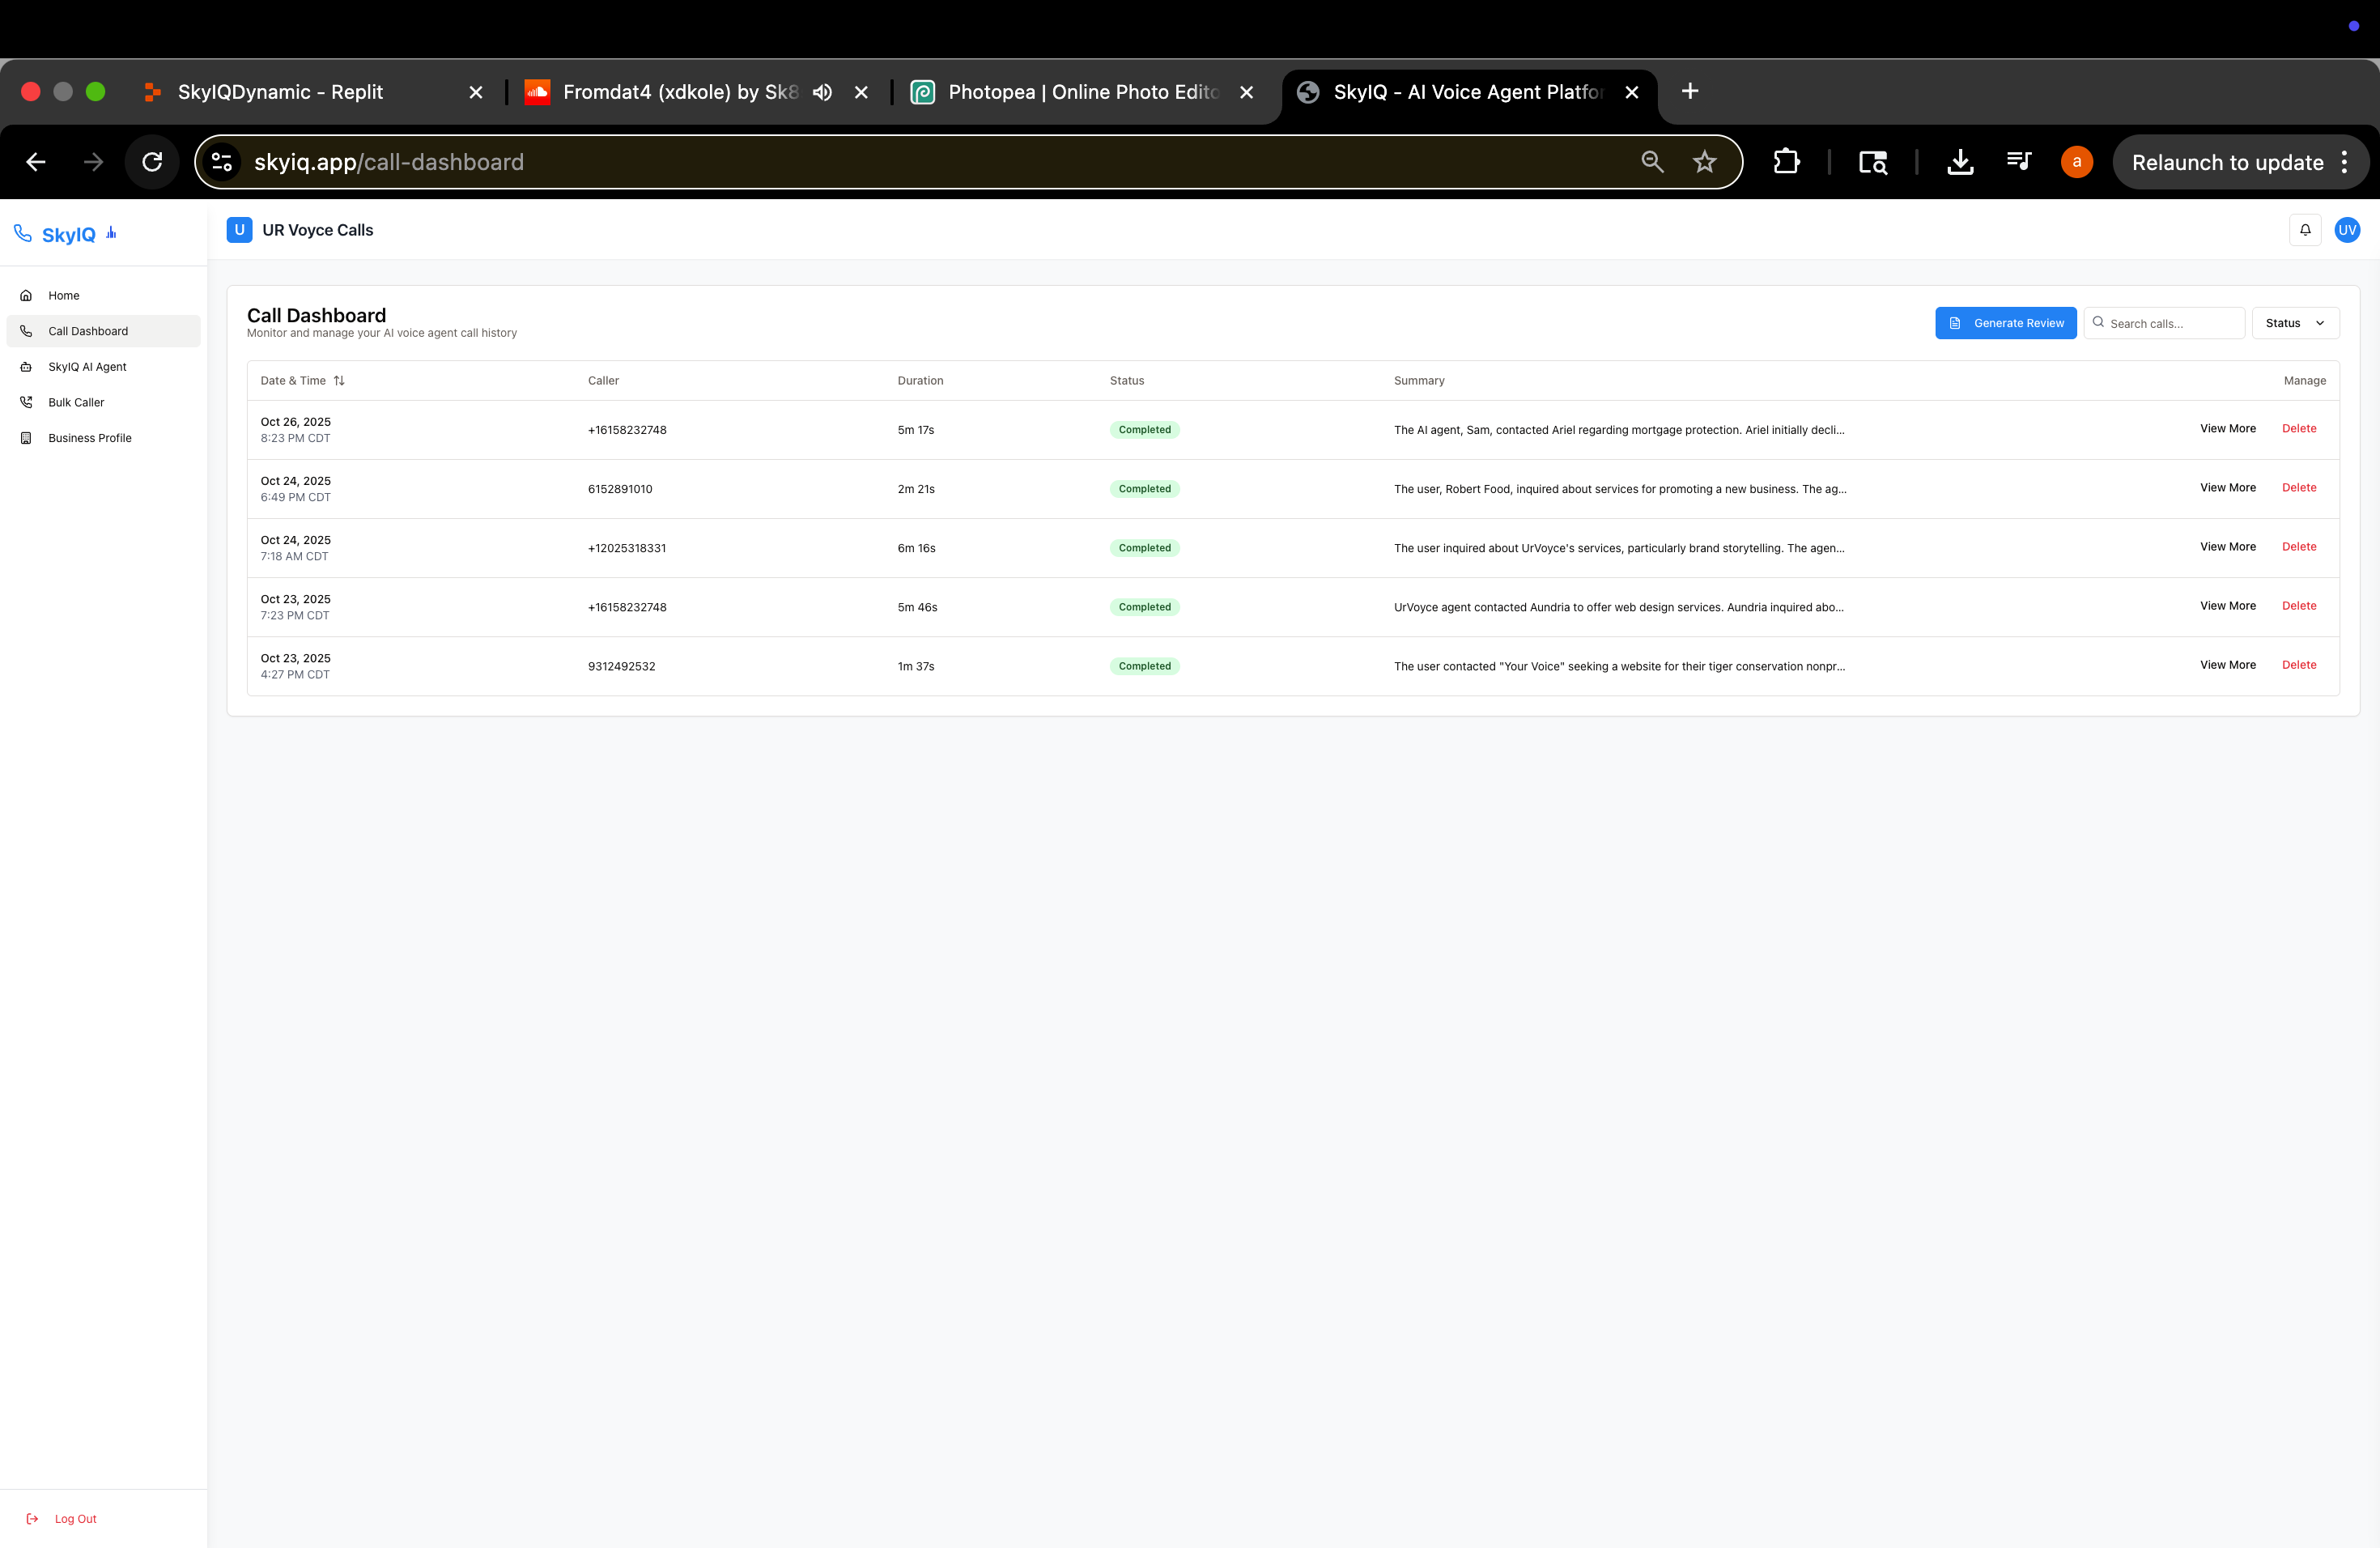 SkyIQDynamic - Replit
Fromdat4 (xdkole) by Sk8
Photopea | Online Photo Edito
SkyIQ - AI Voice Agent Platfor
skyiq.app/call-dashboard
a
Relaunch to update
SkyIQ
U
UR Voyce Calls
UV
Home
Call Dashboard
SkyIQ AI Agent
Bulk Caller
Business Profile
Call Dashboard
Monitor and manage your AI voice agent call history
Generate Review
Search calls...
Status
Date & Time
Caller
Duration
Status
Summary
Manage
Oct 26, 2025
8:23 PM CDT
+16158232748
5m 17s
Completed
The AI agent, Sam, contacted Ariel regarding mortgage protection. Ariel initially decli...
View More
Delete
Oct 24, 2025
6:49 PM CDT
6152891010
2m 21s
Completed
The user, Robert Food, inquired about services for promoting a new business. The ag...
View More
Delete
Oct 24, 2025
7:18 AM CDT
+12025318331
6m 16s
Completed
The user inquired about UrVoyce's services, particularly brand storytelling. The agen...
View More
Delete
Oct 23, 2025
7:23 PM CDT
+16158232748
5m 46s
Completed
UrVoyce agent contacted Aundria to offer web design services. Aundria inquired abo...
View More
Delete
Oct 23, 2025
4:27 PM CDT
9312492532
1m 37s
Completed
The user contacted "Your Voice" seeking a website for their tiger conservation nonpr...
View More
Delete
Log Out